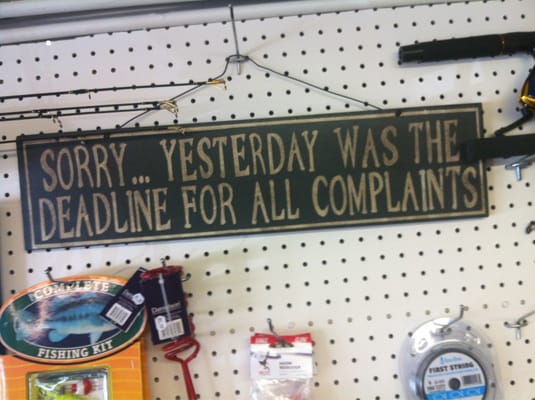 SORRY... YESTERDAY WAS THE
DEADLINE FOR ALL COMPLAINTS
COMPLETE
FISHING KIT
FIRST STRING